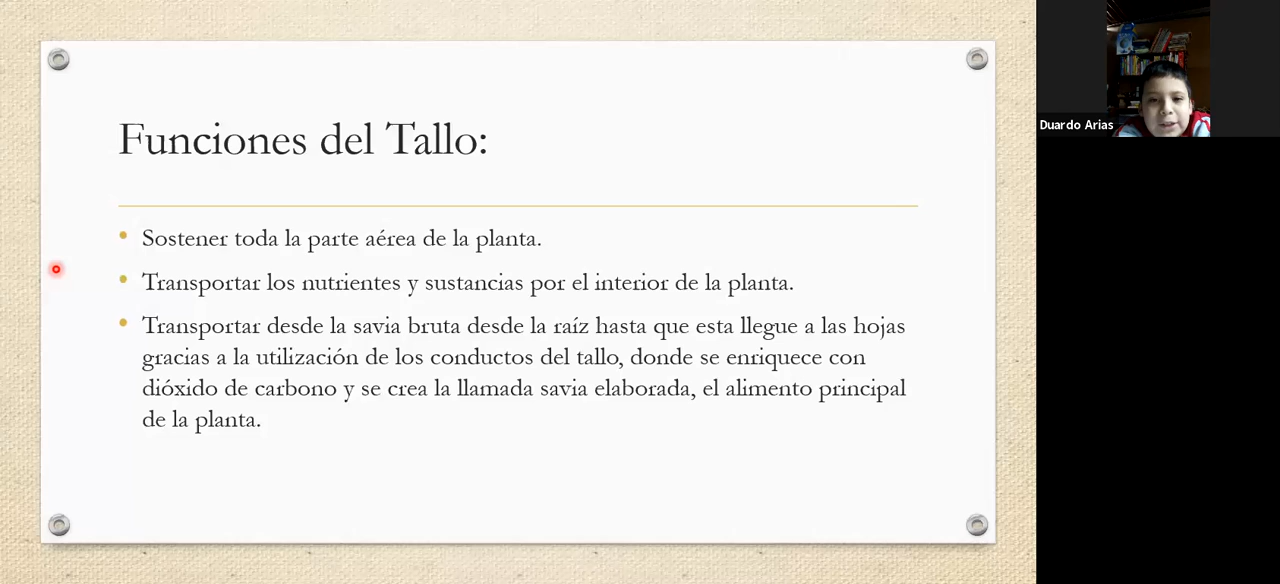 Funciones del Tallo:
Sostener toda la parte aérea de la planta.
Transportar los nutrientes y sustancias por el interior de la planta.
Transportar desde la savia bruta desde la raíz hasta que esta llegue a las hojas
gracias a la utilización de los conductos del tallo, donde se enriquece con
dióxido de carbono y se crea la llamada savia elaborada, el alimento principal
de la planta.
Duardo Arias